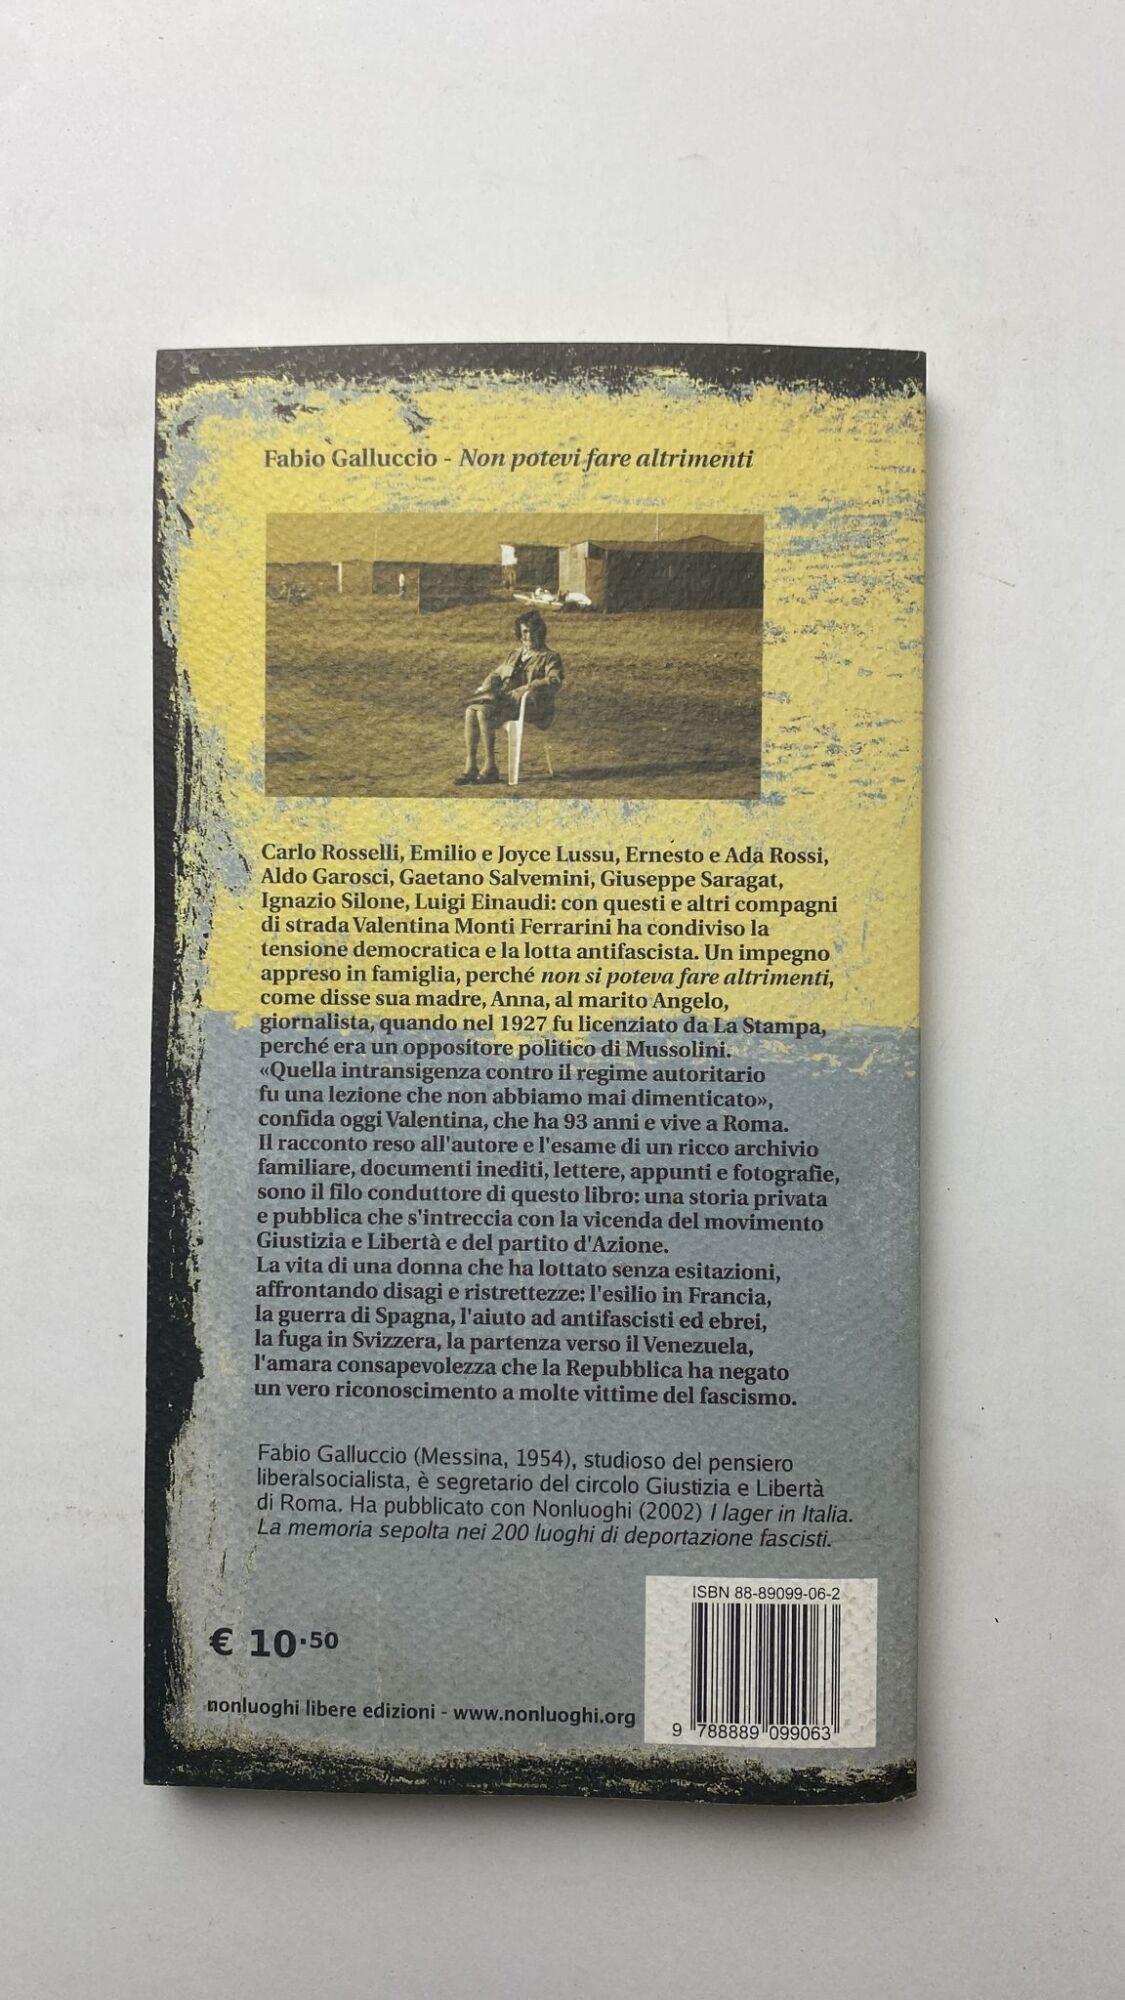 Fabio Galluccio - Non potevi fare altrimenti
Carlo Rosselli, Emilio e Joyce Lussu, Ernesto e Ada Rossi,
Aldo Garosci, Gaetano Salvemini, Giuseppe Saragat,
Ignazio Silone, Luigi Einaudi: con questi e altri compagni
di strada Valentina Monti Ferrarini ha condiviso la
tensione democratica e la lotta antifascista. Un impegno
appreso in famiglia, perché non si poteva fare altrimenti,
come disse sua madre, Anna, al marito Angelo,
giornalista, quando nel 1927 fu licenziato da La Stampa,
perché era un oppositore politico di Mussolini.
«Quella intransigenza contro il regime autoritario
fu una lezione che non abbiamo mai dimenticato»,
confida oggi Valentina, che ha 93 anni e vive a Roma.
Il racconto reso all'autore e l'esame di un ricco archivio
familiare, documenti inediti, lettere, appunti e fotografie,
sono il filo conduttore di questo libro: una storia privata
e pubblica che s'intreccia con la vicenda del movimento
Giustizia e Libertà e del partito d'Azione.
La vita di una donna che ha lottato senza esitazioni,
affrontando disagi e ristrettezze: l'esilio in Francia,
la guerra di Spagna, l'aiuto ad antifascisti ed ebrei,
la fuga in Svizzera, la partenza verso il Venezuela,
l'amara consapevolezza che la Repubblica ha negato
un vero riconoscimento a molte vittime del fascismo.
Fabio Galluccio (Messina, 1954), studioso del pensiero
liberalsocialista, è segretario del circolo Giustizia e Libertà
di Roma. Ha pubblicato con Nonluoghi (2002) I lager in Italia.
La memoria sepolta nei 200 luoghi di deportazione fascisti.
ISBN 88-89099-06-2
€ 10.50
nonluoghi libere edizioni - www.nonluoghi.org
9 788889 099063